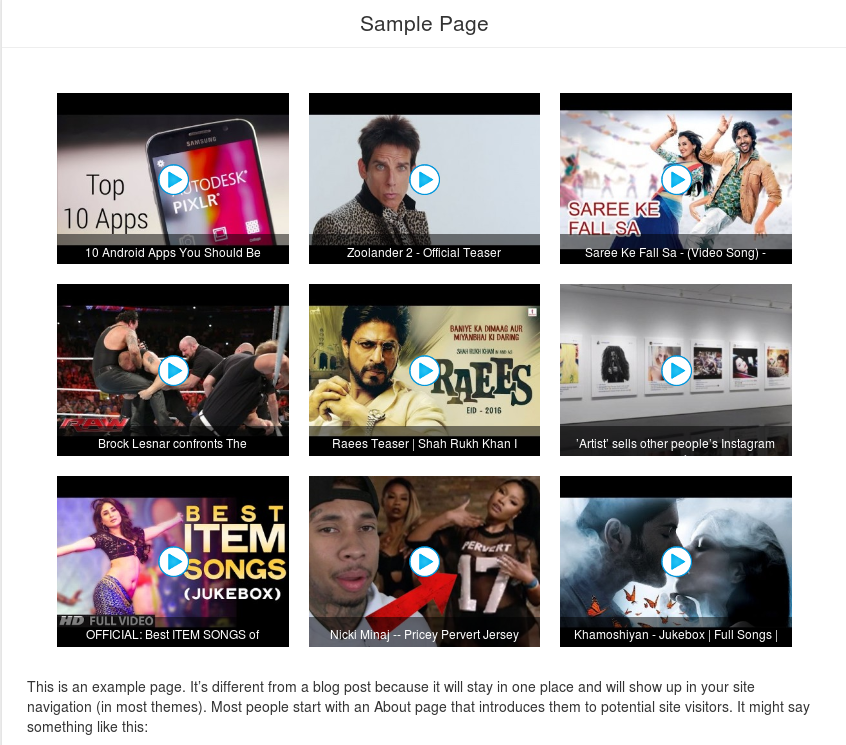 Sample Page
SAMSUNG
AUTODESK®
PIXLR®
Top
10 Apps
10 Android Apps You Should Be
Zoolander 2 - Official Teaser
SAREE KE
FALL SA
Saree Ke Fall Sa - (Video Song) -
RAW
Brock Lesnar confronts The
BANIYE KA DIMAAG AUR
MIYANBHAI KI DARING
SHAH RUKH KHAN IN AND AS
RAEES
EID - 2016
Raees Teaser | Shah Rukh Khan I
'Artist' sells other people's Instagram
BEST
ITEM
SONGS
(JUKEBOX)
HD FULL VIDEO
OFFICIAL: Best ITEM SONGS of
PERVERT
17
Nicki Minaj -- Pricey Pervert Jersey
Khamoshiyan - Jukebox | Full Songs |
This is an example page. It's different from a blog post because it will stay in one place and will show up in your site
navigation (in most themes). Most people start with an About page that introduces them to potential site visitors. It might say
something like this: